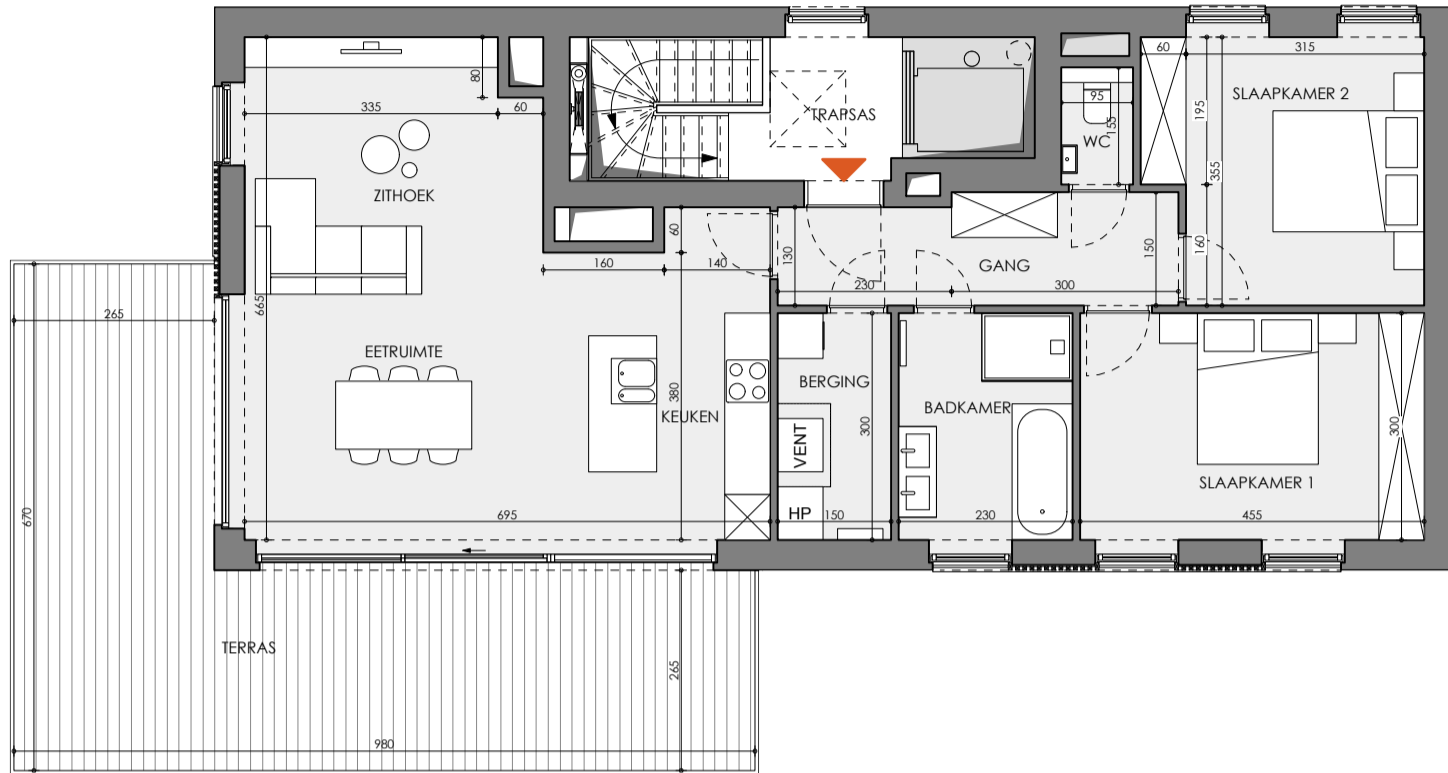 60
315
80
335
60
TRAPSAS
95
155
WC
195
355
SLAAPKAMER 2
ZITHOEK
60
160
140
130
GANG
150
160
230
300
265
665
EETRUIMTE
380
KEUKEN
BERGING
300
VENT
HP
BADKAMER
300
SLAAPKAMER 1
670
695
150
230
455
TERRAS
265
980